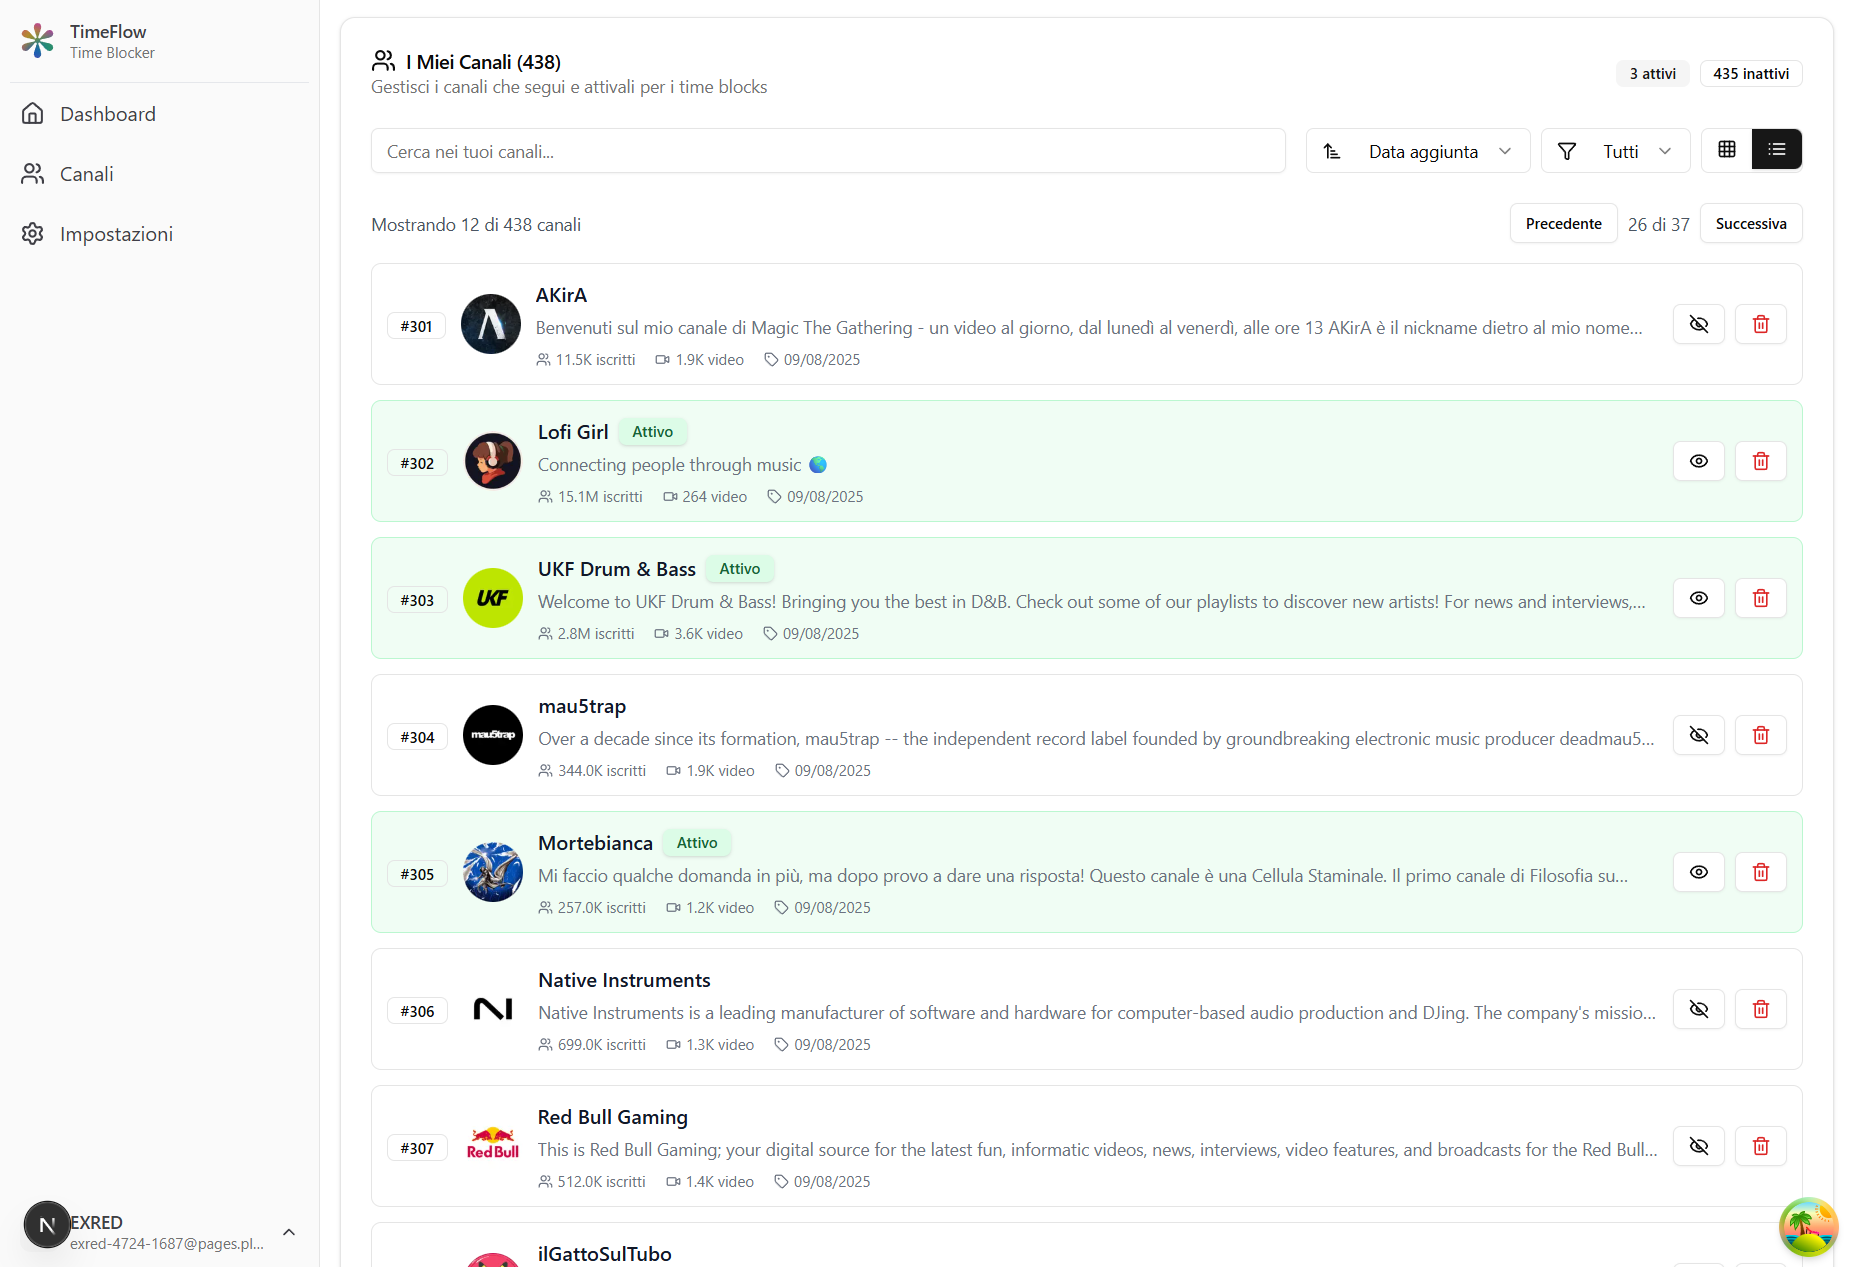 TimeFlow
Time Blocker
Dashboard
Canali
Impostazioni
N
EXRED
exred-4724-1687@pages.pl...
I Miei Canali (438)
Gestisci i canali che segui e attivali per i time blocks
3 attivi
435 inattivi
Cerca nei tuoi canali...
Data aggiunta
Tutti
Mostrando 12 di 438 canali
Precedente
26 di 37
Successiva
#301
AKirA
Benvenuti sul mio canale di Magic The Gathering - un video al giorno, dal lunedì al venerdì, alle ore 13 AKirA è il nickname dietro al mio nome...
11.5K iscritti
1.9K video
09/08/2025
#302
Lofi Girl
Attivo
Connecting people through music 🌎
15.1M iscritti
264 video
09/08/2025
#303
UKF
UKF Drum & Bass
Attivo
Welcome to UKF Drum & Bass! Bringing you the best in D&B. Check out some of our playlists to discover new artists! For news and interviews,...
2.8M iscritti
3.6K video
09/08/2025
#304
mau5trap
mau5trap
Over a decade since its formation, mau5trap -- the independent record label founded by groundbreaking electronic music producer deadmau5...
344.0K iscritti
1.9K video
09/08/2025
#305
Mortebianca
Attivo
Mi faccio qualche domanda in più, ma dopo provo a dare una risposta! Questo canale è una Cellula Staminale. Il primo canale di Filosofia su...
257.0K iscritti
1.2K video
09/08/2025
#306
Native Instruments
Native Instruments is a leading manufacturer of software and hardware for computer-based audio production and DJing. The company's missio...
699.0K iscritti
1.3K video
09/08/2025
#307
Red Bull
Red Bull Gaming
This is Red Bull Gaming; your digital source for the latest fun, informatic videos, news, interviews, video features, and broadcasts for the Red Bull...
512.0K iscritti
1.4K video
09/08/2025
ilGattoSulTubo